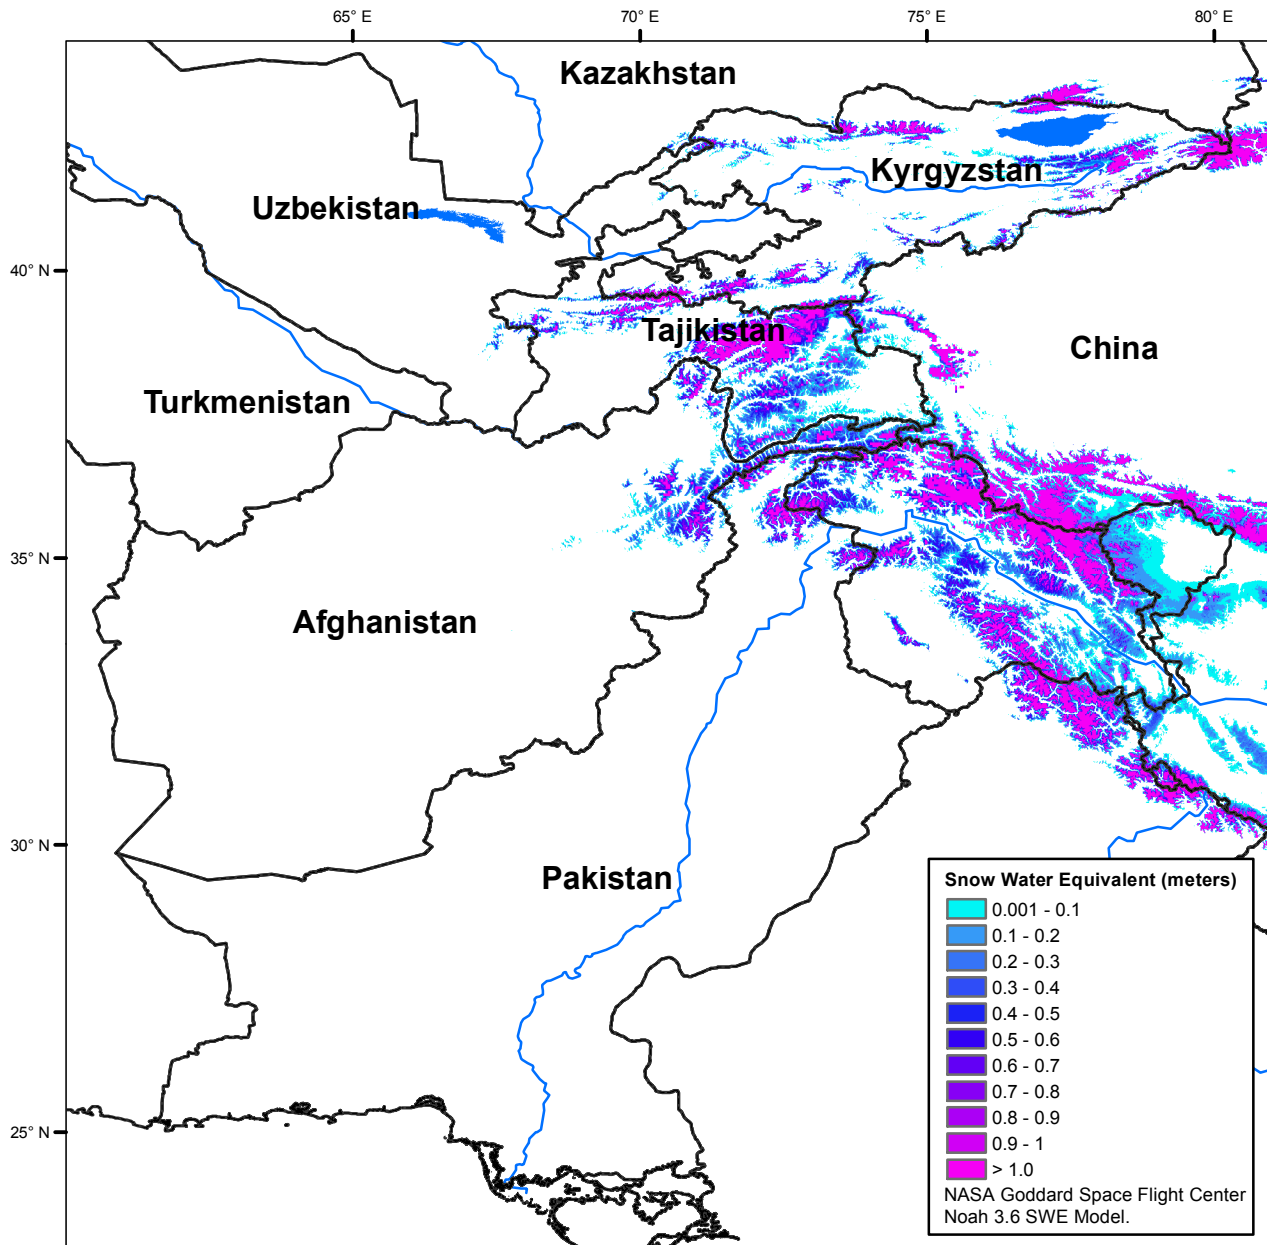 65° E
70° E
75° E
80° E
Kazakhstan
Kyrgyzstan
Uzbekistan
40° N
Tajikistan
China
Turkmenistan
35° N
Afghanistan
30° N
Pakistan
25° N
Snow Water Equivalent (meters)
0.001 - 0.1
0.1 - 0.2
0.2 - 0.3
0.3 - 0.4
0.4 - 0.5
0.5 - 0.6
0.6 - 0.7
0.7 - 0.8
0.8 - 0.9
0.9 - 1
> 1.0
NASA Goddard Space Flight Center
Noah 3.6 SWE Model.